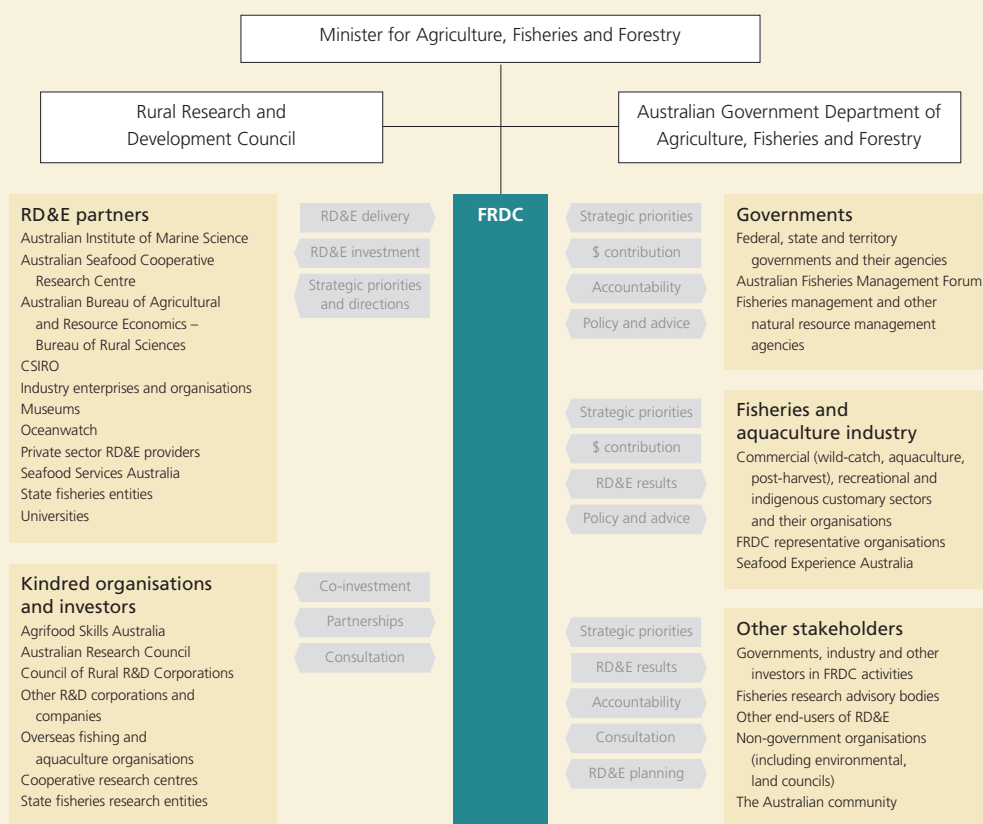 Minister for Agriculture, Fisheries and Forestry
Rural Research and
Development Council
Australian Government Department of
Agriculture, Fisheries and Forestry
RD&E partners
Australian Institute of Marine Science
Australian Seafood Cooperative
Research Centre
Australian Bureau of Agricultural
and Resource Economics –
Bureau of Rural Sciences
CSIRO
Industry enterprises and organisations
Museums
Oceanwatch
Private sector RD&E providers
Seafood Services Australia
State fisheries entities
Universities
RD&E delivery
RD&E investment
Strategic priorities
and directions
Kindred organisations
and investors
Agrifood Skills Australia
Australian Research Council
Council of Rural R&D Corporations
Other R&D corporations and
companies
Overseas fishing and
aquaculture organisations
Cooperative research centres
State fisheries research entities
Co-investment
Partnerships
Consultation
FRDC
Strategic priorities
$ contribution
Accountability
Policy and advice
Governments
Federal, state and territory
governments and their agencies
Australian Fisheries Management Forum
Fisheries management and other
natural resource management
agencies
Strategic priorities
$ contribution
RD&E results
Policy and advice
Fisheries and
aquaculture industry
Commercial (wild-catch, aquaculture,
post-harvest), recreational and
indigenous customary sectors
and their organisations
FRDC representative organisations
Seafood Experience Australia
Strategic priorities
RD&E results
Accountability
Consultation
RD&E planning
Other stakeholders
Governments, industry and other
investors in FRDC activities
Fisheries research advisory bodies
Other end-users of RD&E
Non-government organisations
(including environmental,
land councils)
The Australian community